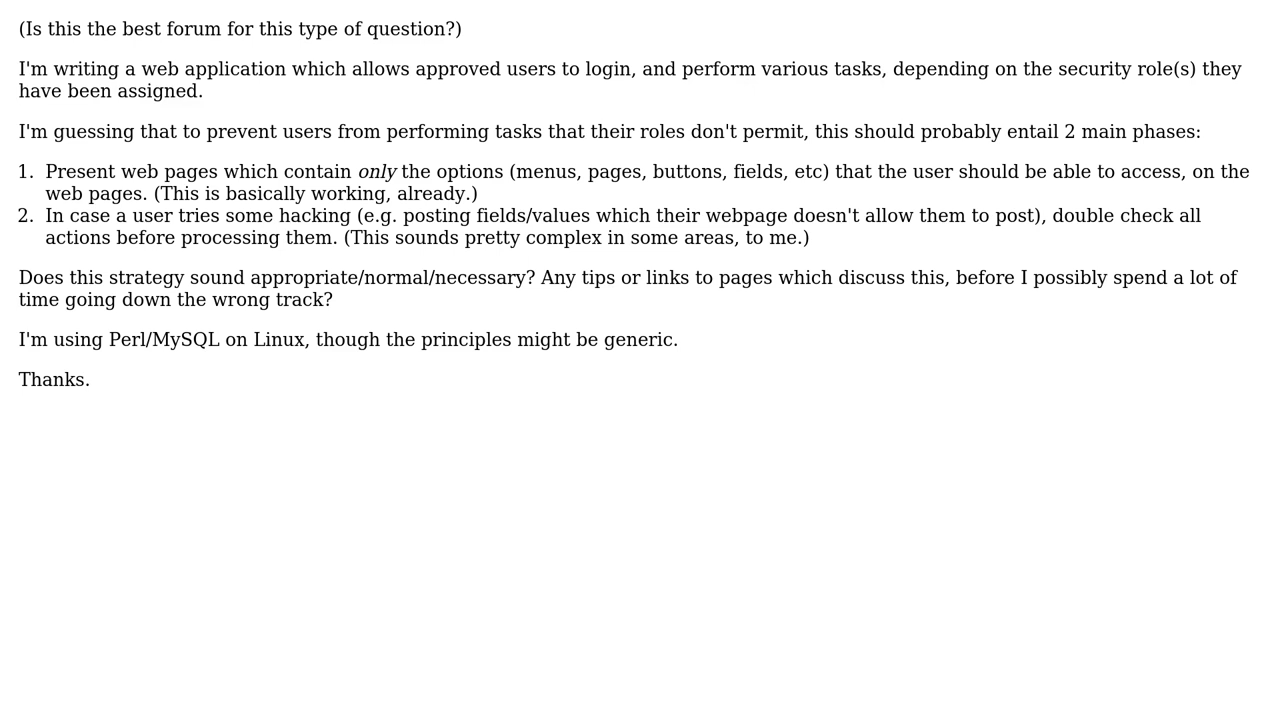 (Is this the best forum for this type of question?)
I'm writing a web application which allows approved users to login, and perform various tasks, depending on the security role(s) they
have been assigned.
I'm guessing that to prevent users from performing tasks that their roles don't permit, this should probably entail 2 main phases:
1. Present web pages which contain only the options (menus, pages, buttons, fields, etc) that the user should be able to access, on the
web pages. (This is basically working, already.)
2. In case a user tries some hacking (e.g. posting fields/values which their webpage doesn't allow them to post), double check all
actions before processing them. (This sounds pretty complex in some areas, to me.)
Does this strategy sound appropriate/normal/necessary? Any tips or links to pages which discuss this, before I possibly spend a lot of
time going down the wrong track?
I'm using Perl/MySQL on Linux, though the principles might be generic.
Thanks.